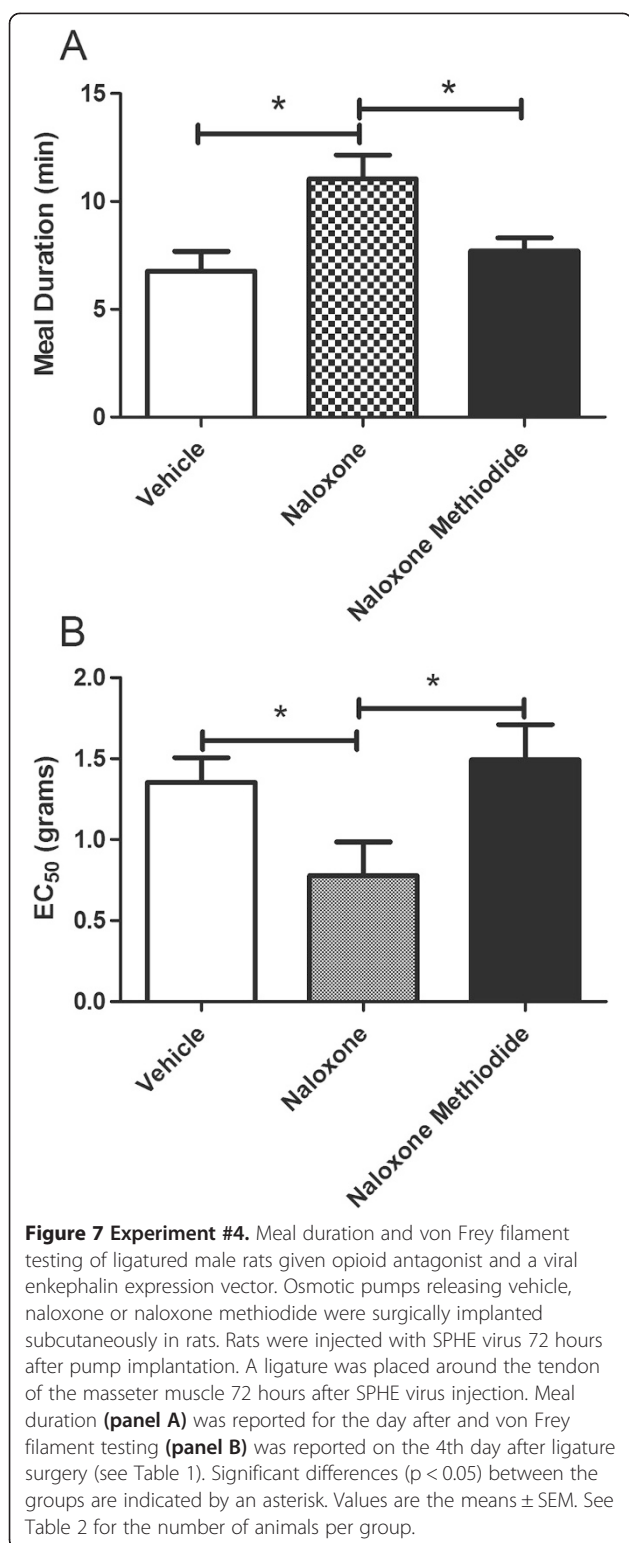 A
15
10
5
0
Meal Duration (min)
*
*
Vehicle
Naloxone
Naloxone Methiodide
B
2.0
1.5
1.0
0.5
0.0
EC50 (grams)
*
*
Vehicle
Naloxone
Naloxone Methiodide
Figure 7 Experiment #4. Meal duration and von Frey filament
testing of ligatured male rats given opioid antagonist and a viral
enkephalin expression vector. Osmotic pumps releasing vehicle,
naloxone or naloxone methiodide were surgically implanted
subcutaneously in rats. Rats were injected with SPHE virus 72 hours
after pump implantation. A ligature was placed around the tendon
of the masseter muscle 72 hours after SPHE virus injection. Meal
duration (panel A) was reported for the day after and von Frey
filament testing (panel B) was reported on the 4th day after ligature
surgery (see Table 1). Significant differences (p < 0.05) between the
groups are indicated by an asterisk. Values are the means ± SEM. See
Table 2 for the number of animals per group.